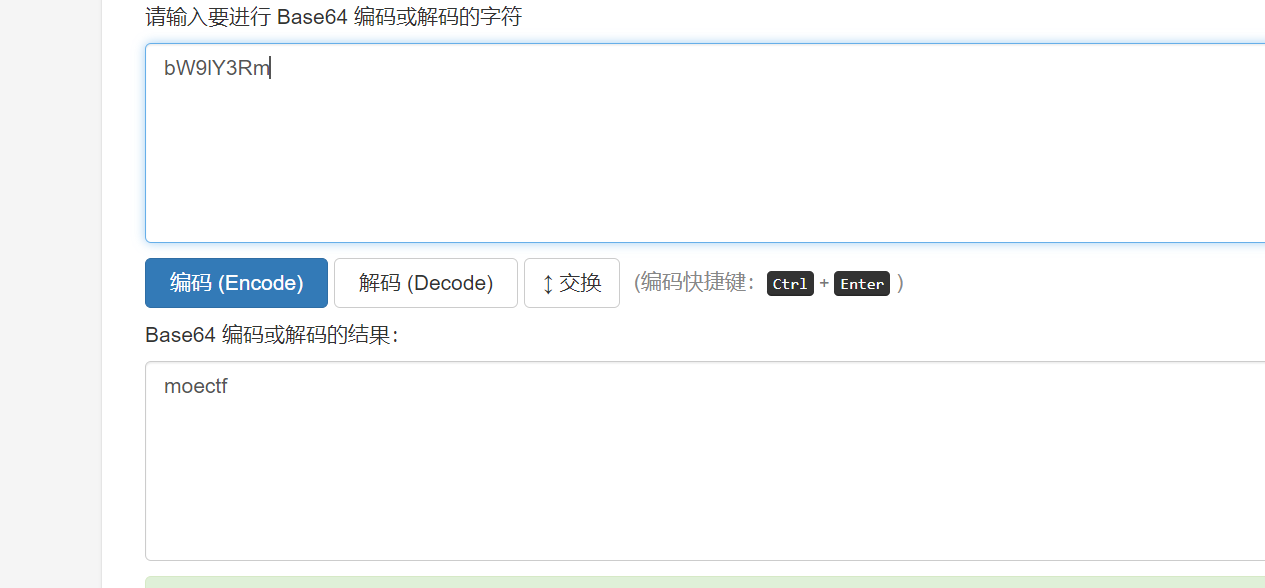 请输入要进行 Base64 编码或解码的字符
bW9lY3Rm
编码 (Encode) 解码 (Decode) ↕ 交换 (编码快捷键: Ctrl + Enter )
Base64 编码或解码的结果:
moectf